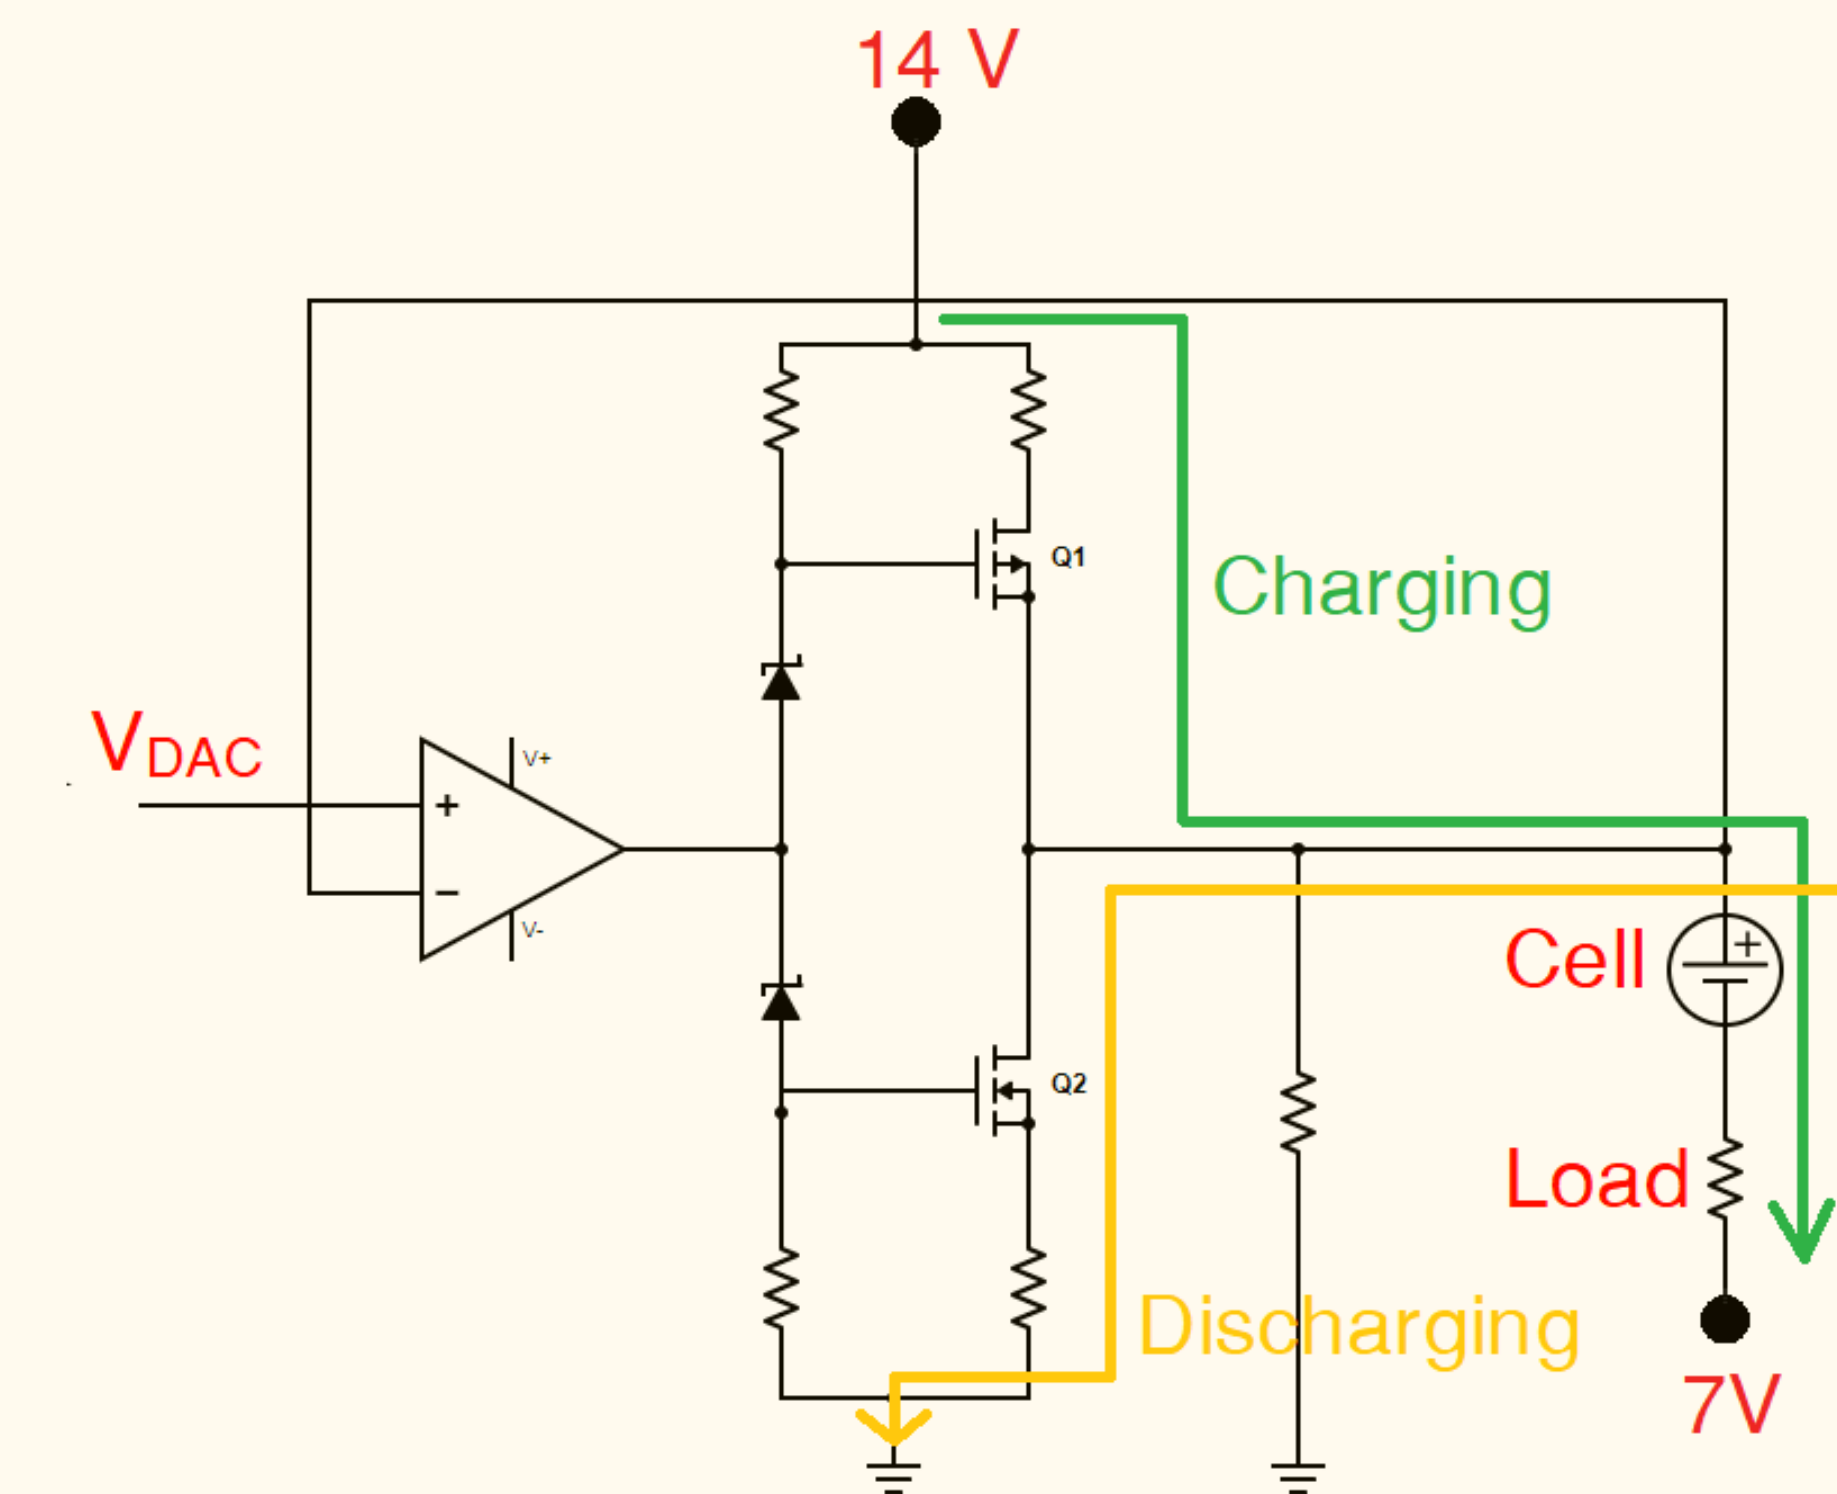 14 V
Q1
Charging
VDAC
V+
+
−
V-
+
Cell
Q2
Load
Discharging
7V